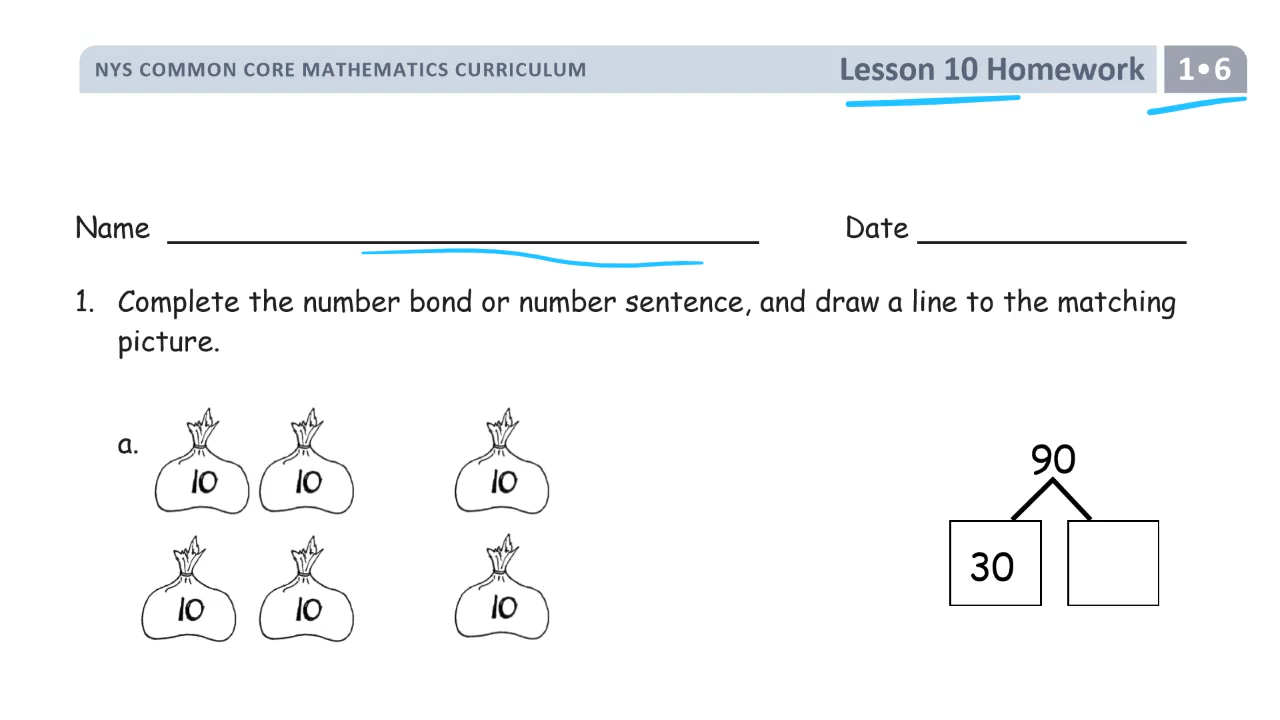 NYS COMMON CORE MATHEMATICS CURRICULUM Lesson 10 Homework 1•6
Name Date
1. Complete the number bond or number sentence, and draw a line to the matching
picture.
a.
10 10 10
90
30
10 10 10